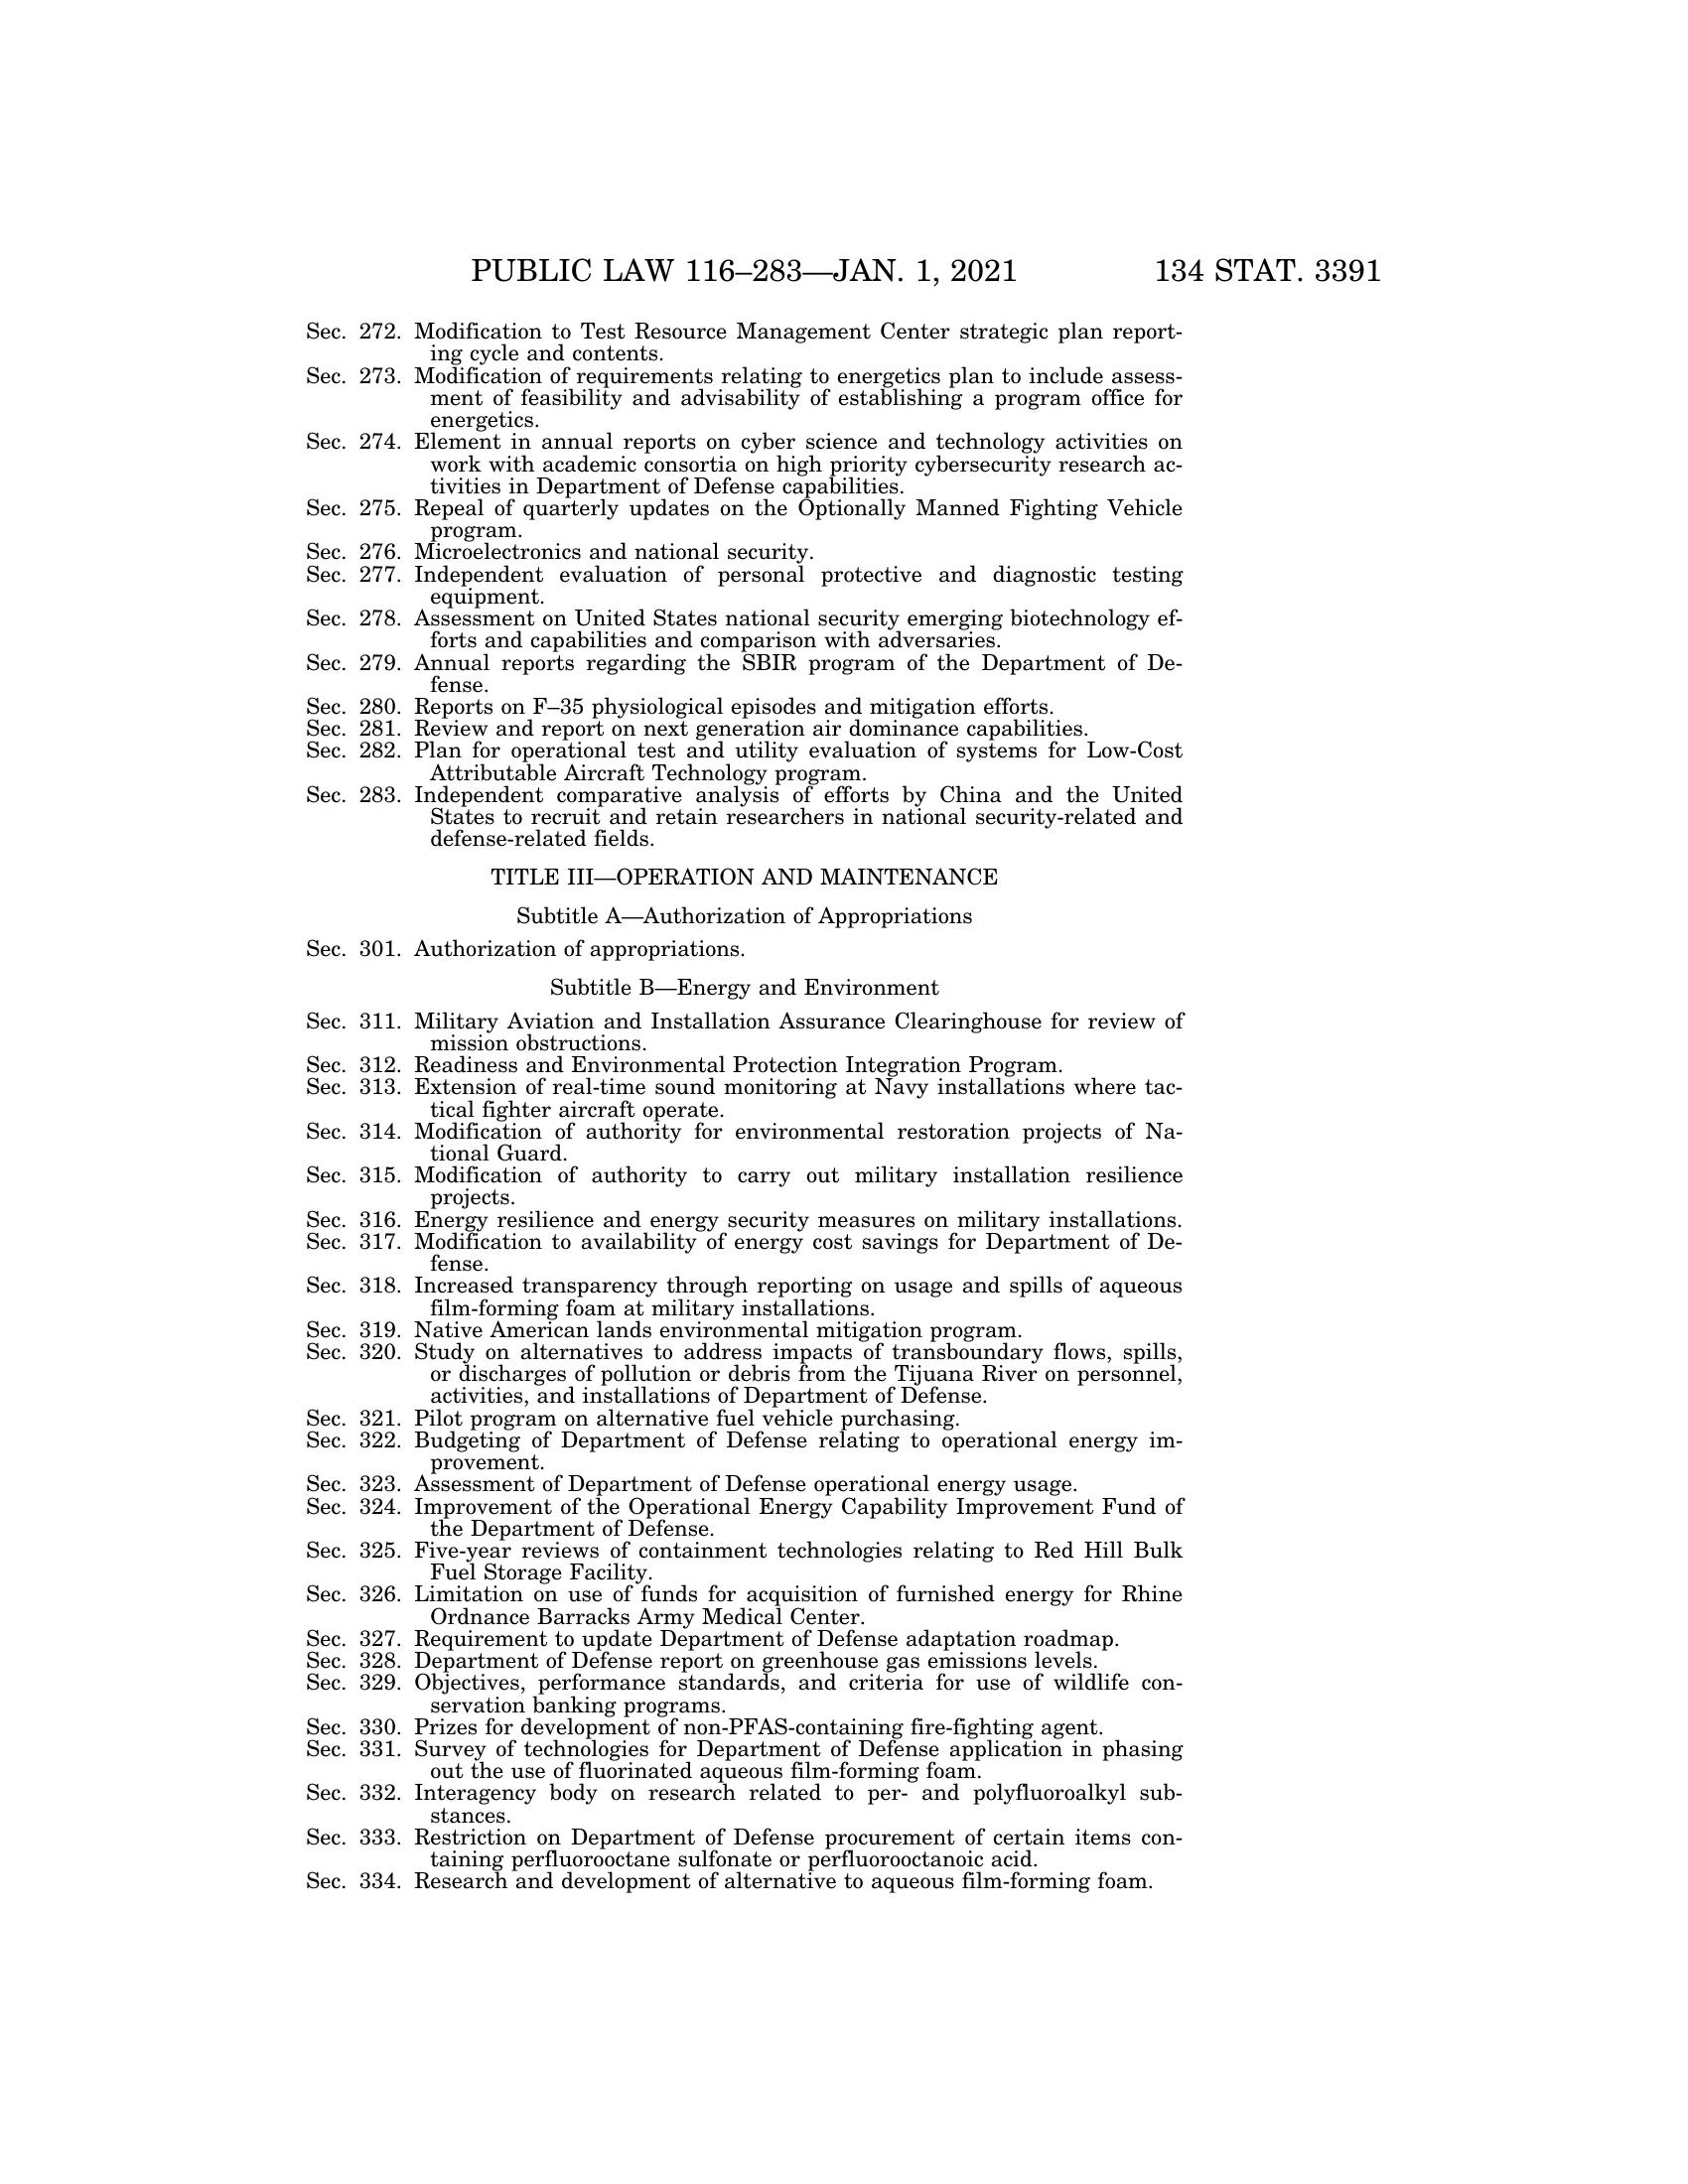 PUBLIC LAW 116–283—JAN. 1, 2021 134 STAT. 3391
Sec. 272. Modification to Test Resource Management Center strategic plan report-
ing cycle and contents.
Sec. 273. Modification of requirements relating to energetics plan to include assess-
ment of feasibility and advisability of establishing a program office for
energetics.
Sec. 274. Element in annual reports on cyber science and technology activities on
work with academic consortia on high priority cybersecurity research ac-
tivities in Department of Defense capabilities.
Sec. 275. Repeal of quarterly updates on the Optionally Manned Fighting Vehicle
program.
Sec. 276. Microelectronics and national security.
Sec. 277. Independent evaluation of personal protective and diagnostic testing
equipment.
Sec. 278. Assessment on United States national security emerging biotechnology ef-
forts and capabilities and comparison with adversaries.
Sec. 279. Annual reports regarding the SBIR program of the Department of De-
fense.
Sec. 280. Reports on F–35 physiological episodes and mitigation efforts.
Sec. 281. Review and report on next generation air dominance capabilities.
Sec. 282. Plan for operational test and utility evaluation of systems for Low-Cost
Attributable Aircraft Technology program.
Sec. 283. Independent comparative analysis of efforts by China and the United
States to recruit and retain researchers in national security-related and
defense-related fields.
TITLE III—OPERATION AND MAINTENANCE
Subtitle A—Authorization of Appropriations
Sec. 301. Authorization of appropriations.
Subtitle B—Energy and Environment
Sec. 311. Military Aviation and Installation Assurance Clearinghouse for review of
mission obstructions.
Sec. 312. Readiness and Environmental Protection Integration Program.
Sec. 313. Extension of real-time sound monitoring at Navy installations where tac-
tical fighter aircraft operate.
Sec. 314. Modification of authority for environmental restoration projects of Na-
tional Guard.
Sec. 315. Modification of authority to carry out military installation resilience
projects.
Sec. 316. Energy resilience and energy security measures on military installations.
Sec. 317. Modification to availability of energy cost savings for Department of De-
fense.
Sec. 318. Increased transparency through reporting on usage and spills of aqueous
film-forming foam at military installations.
Sec. 319. Native American lands environmental mitigation program.
Sec. 320. Study on alternatives to address impacts of transboundary flows, spills,
or discharges of pollution or debris from the Tijuana River on personnel,
activities, and installations of Department of Defense.
Sec. 321. Pilot program on alternative fuel vehicle purchasing.
Sec. 322. Budgeting of Department of Defense relating to operational energy im-
provement.
Sec. 323. Assessment of Department of Defense operational energy usage.
Sec. 324. Improvement of the Operational Energy Capability Improvement Fund of
the Department of Defense.
Sec. 325. Five-year reviews of containment technologies relating to Red Hill Bulk
Fuel Storage Facility.
Sec. 326. Limitation on use of funds for acquisition of furnished energy for Rhine
Ordnance Barracks Army Medical Center.
Sec. 327. Requirement to update Department of Defense adaptation roadmap.
Sec. 328. Department of Defense report on greenhouse gas emissions levels.
Sec. 329. Objectives, performance standards, and criteria for use of wildlife con-
servation banking programs.
Sec. 330. Prizes for development of non-PFAS-containing fire-fighting agent.
Sec. 331. Survey of technologies for Department of Defense application in phasing
out the use of fluorinated aqueous film-forming foam.
Sec. 332. Interagency body on research related to per- and polyfluoroalkyl sub-
stances.
Sec. 333. Restriction on Department of Defense procurement of certain items con-
taining perfluorooctane sulfonate or perfluorooctanoic acid.
Sec. 334. Research and development of alternative to aqueous film-forming foam.